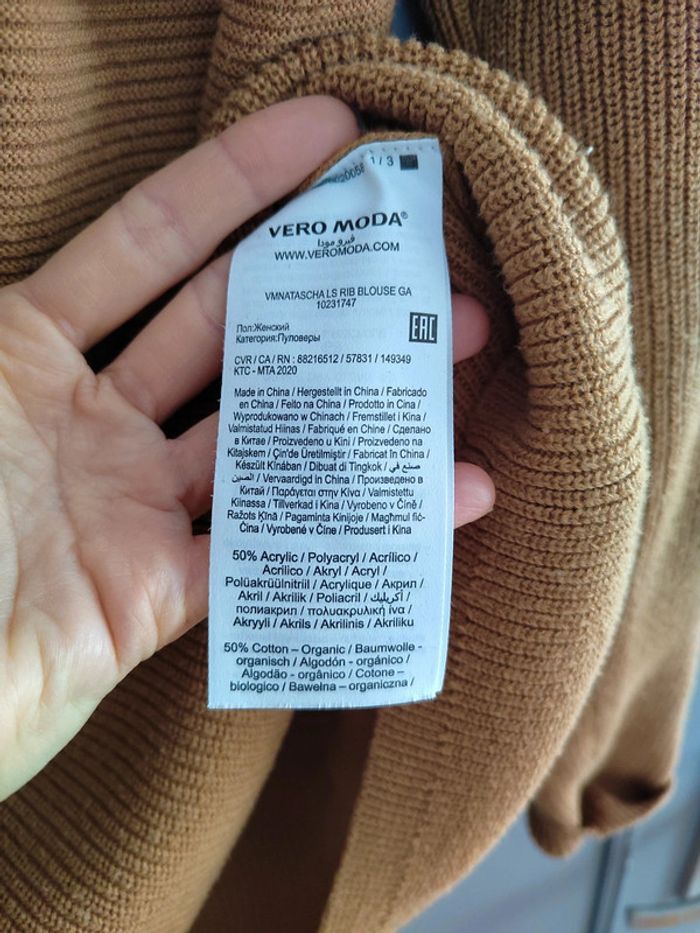 1/3
VERO MODA®
فيرو مودا
WWW.VEROMODA.COM
VMNATASCHA LS RIB BLOUSE GA
10231747
Пол:Женский
Категория:Пуловеры
EAC
CVR / CA / RN : 88216512 / 57831 / 149349
KTC - MTA 2020
Made in China / Hergestellt in China / Fabricado
en China / Feito na China / Prodotto in Cina /
Wyprodukowano w Chinach / Fremstillet i Kina /
Valmistatud Hiinas / Fabriqué en Chine / Сделано
в Китае / Proizvedeno u Kini / Proizvedeno na
Kitajskem / Çin'de Üretilmiştir / Fabricat în China /
Készült Kínában / Dibuat di Tiongkok / صنع في
الصين / Vervaardigd in China / Произведено в
Китай / Παράγεται στην Κίνα / Valmistettu
Kiinassa / Tillverkad i Kina / Vyrobeno v Číně /
Ražots Ķīnā / Pagaminta Kinijoje / Maghmul fiċ-
Ċina / Vyrobené v Číne / Produsert i Kina
50% Acrylic / Polyacryl / Acrílico /
Acrilico / Akryl / Acryl /
Polüakrüülnitriil / Acrylique / Акрил /
Akril / Akrilik / Poliacril / أكريليك /
полиакрил / πολυακρυλική ίνα /
Akryyli / Akrils / Akrilinis / Akriliku
50% Cotton – Organic / Baumwolle -
organisch / Algodón - orgánico /
Algodão - orgânico / Cotone –
biologico / Bawełna – organiczna /